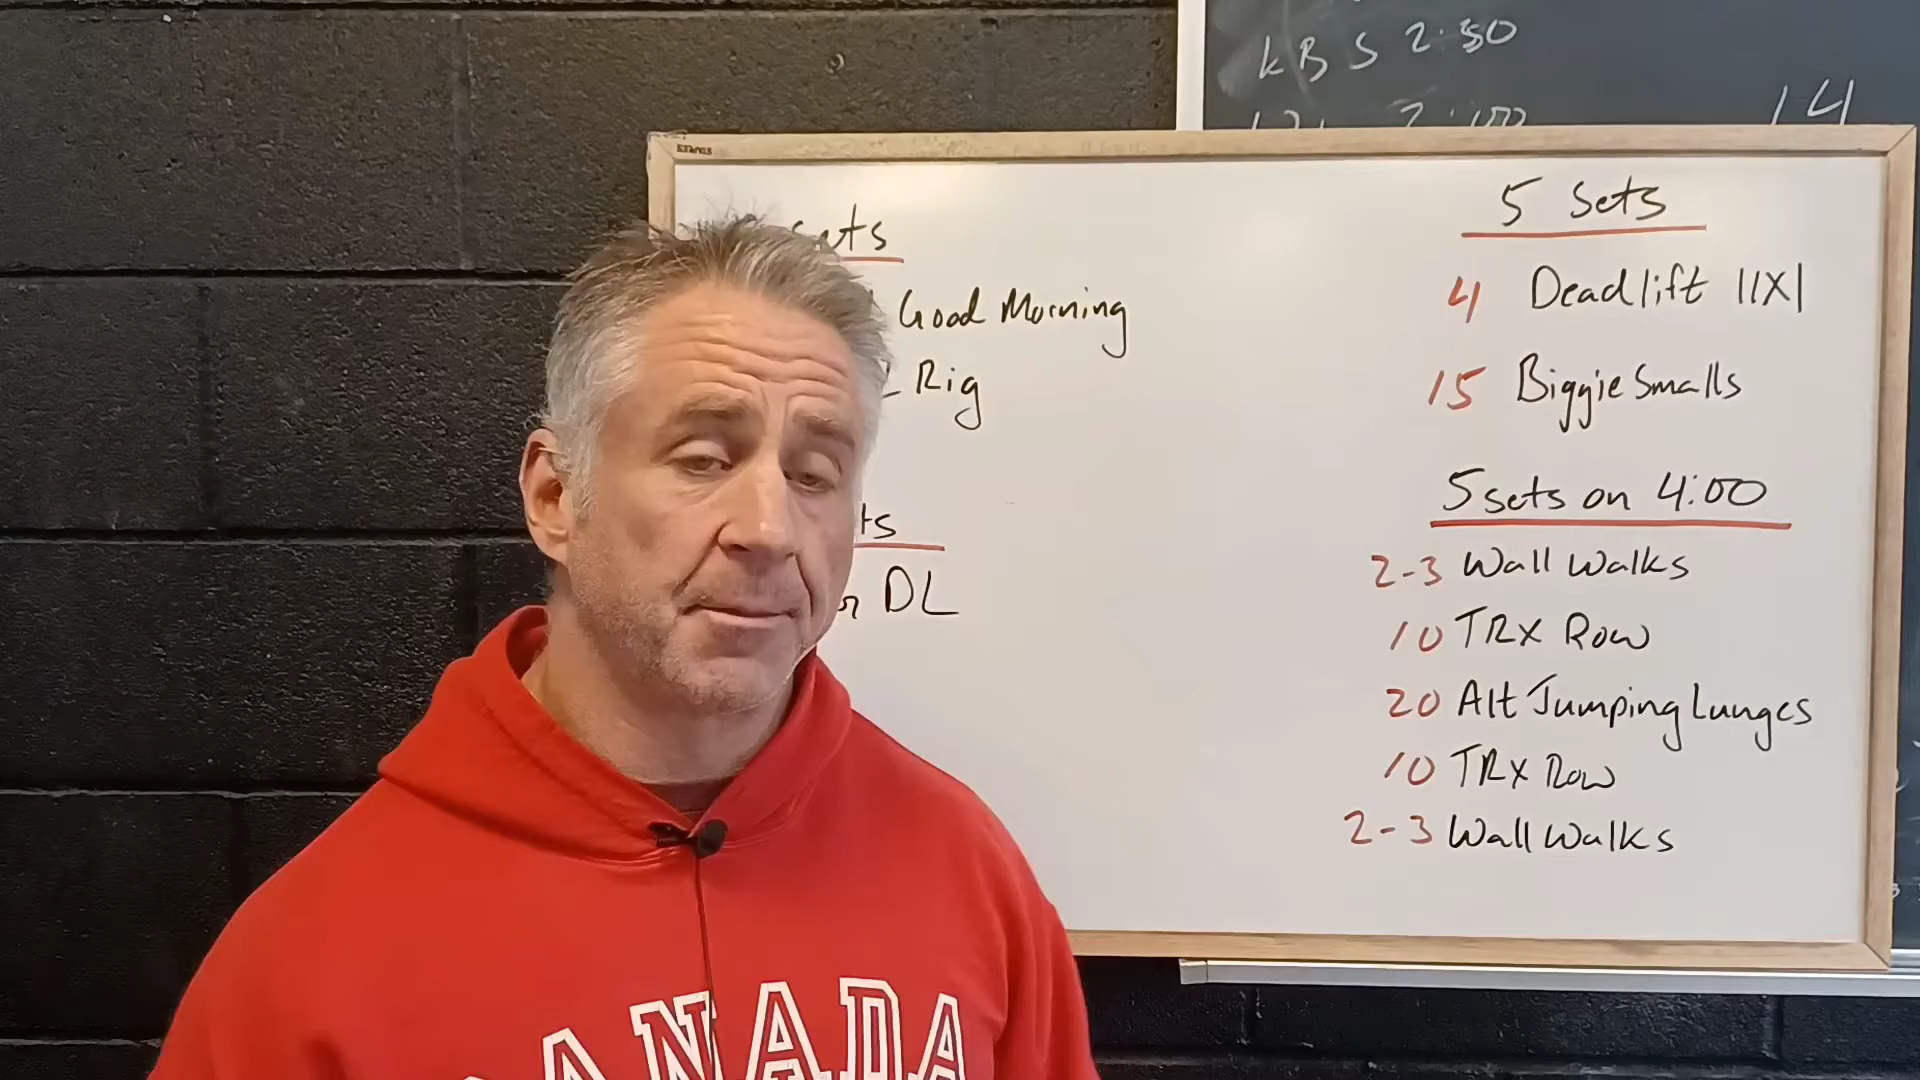 KBS 2:30
14
sets
Good Morning
Rig
DL
5 Sets
4 Deadlift 11X1
15 Biggie Smalls
5 sets on 4:00
2-3 Wall Walks
10 TRX Row
20 Alt Jumping Lunges
10 TRX Row
2-3 Wall Walks
CANADA